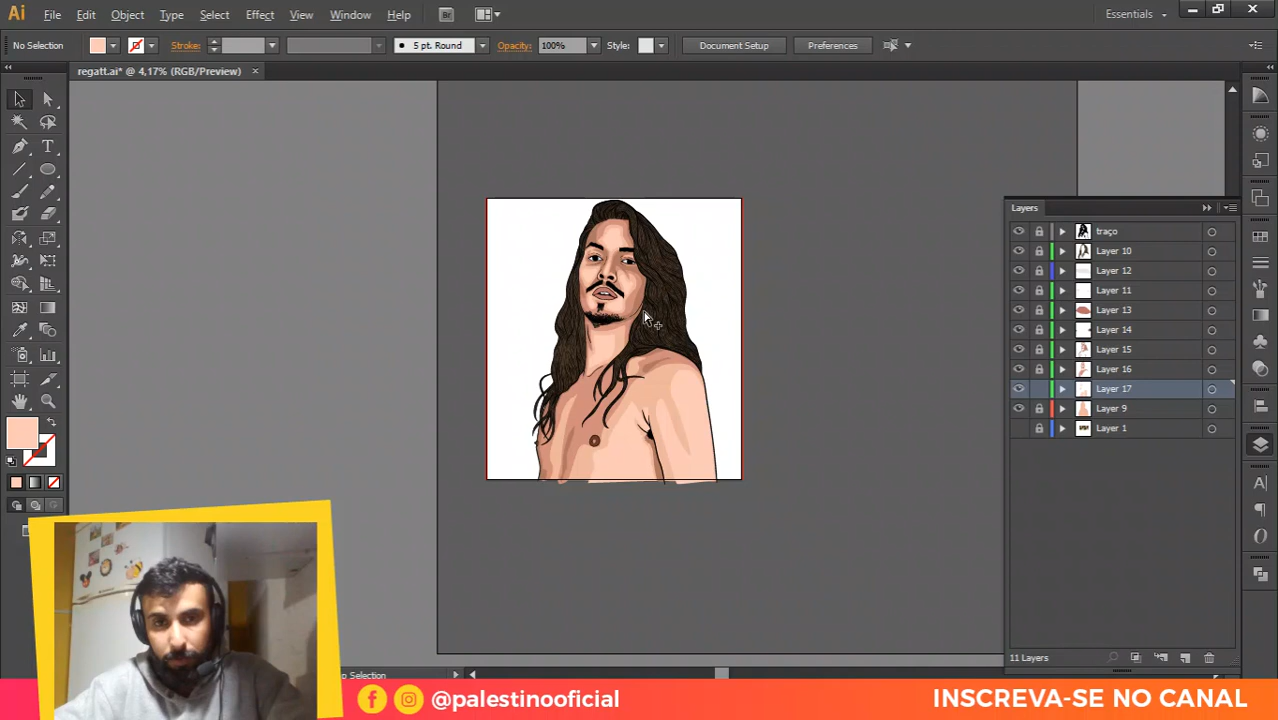 Ai File Edit Object Type Select Effect View Window Help Br Essentials
No Selection Stroke: 5 pt. Round Opacity: 100% Style: Document Setup Preferences
regatt.ai* @ 4,17% (RGB/Preview)
Layers
traço
Layer 10
Layer 12
Layer 11
Layer 13
Layer 14
Layer 15
Layer 16
Layer 17
Layer 9
Layer 1
11 Layers
Selection
@palestinooficial
INSCREVA-SE NO CANAL